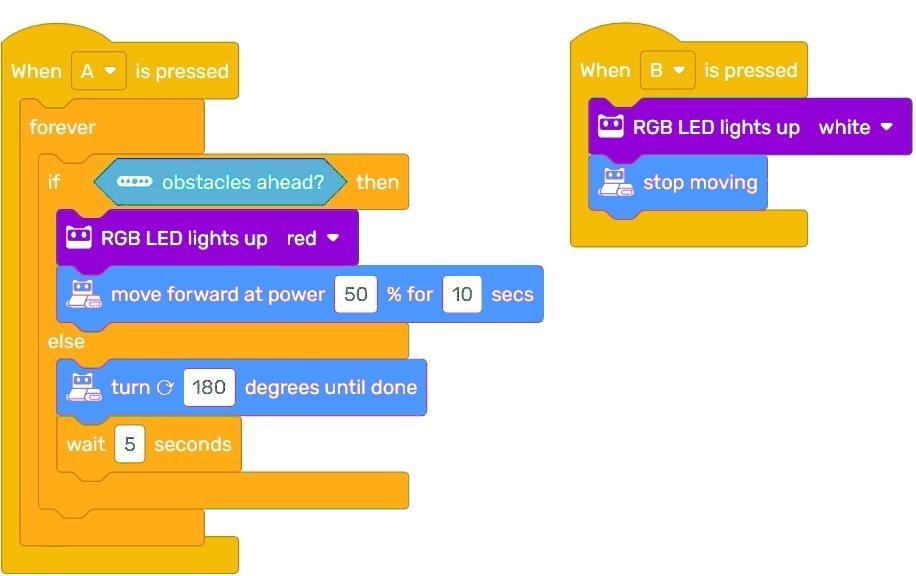 When A is pressed
forever
if obstacles ahead? then
RGB LED lights up red
move forward at power 50 % for 10 secs
else
turn 180 degrees until done
wait 5 seconds
When B is pressed
RGB LED lights up white
stop moving